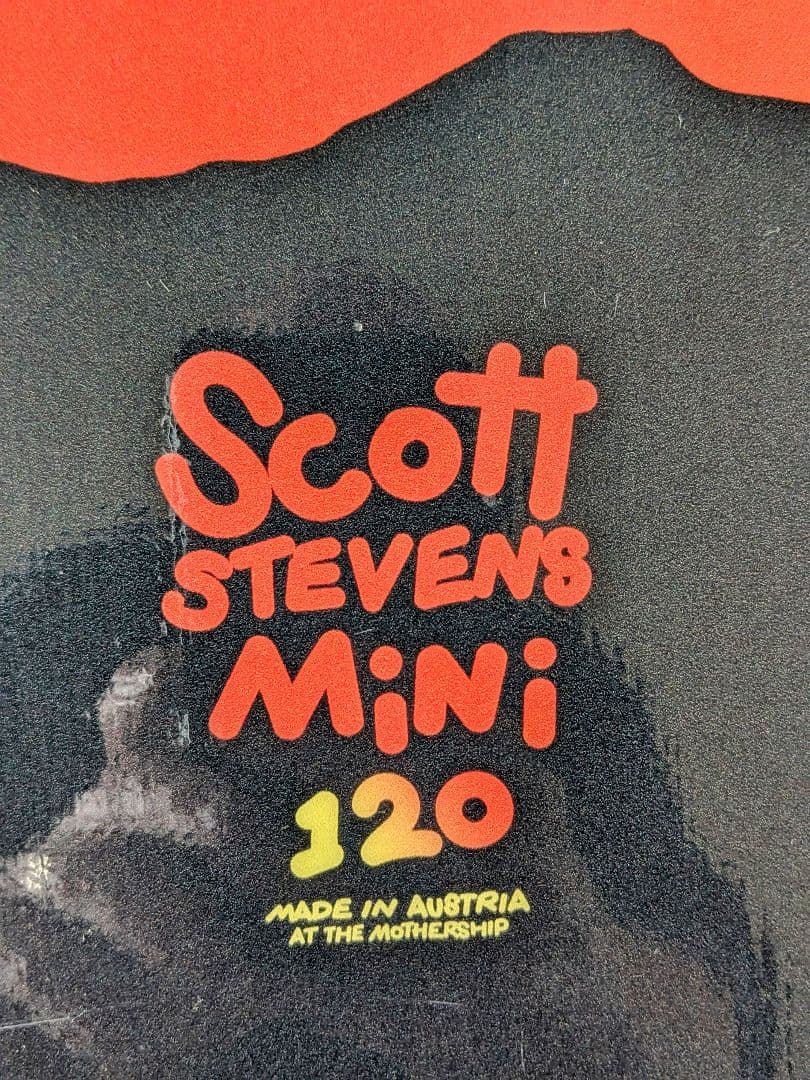 Scott
STEVENS
MiNi
120
MADE IN AUSTRIA
AT THE MOTHERSHIP